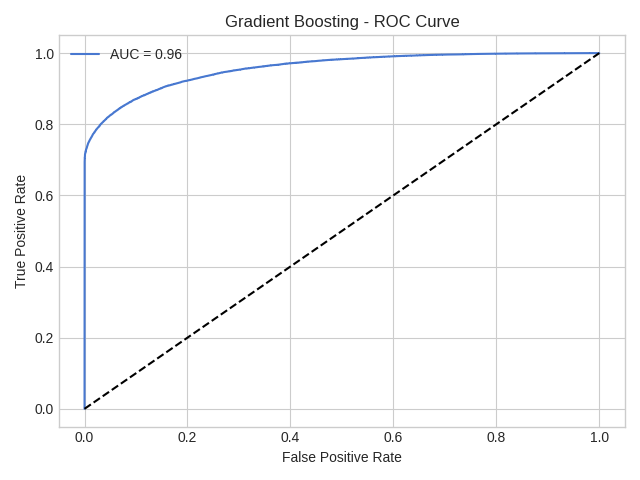 Gradient Boosting - ROC Curve
AUC = 0.96
1.0
0.8
0.6
0.4
0.2
0.0
True Positive Rate
0.0 0.2 0.4 0.6 0.8 1.0
False Positive Rate